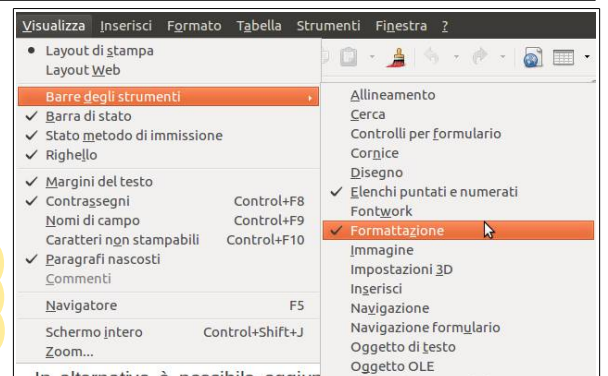 Visualizza Inserisci Formato Tabella Strumenti Finestra ?
Layout di stampa
Layout Web
Barre degli strumenti
Barra di stato
Stato metodo di immissione
Righello
Margini del testo
Contrassegni Control+F8
Nomi di campo Control+F9
Caratteri non stampabili Control+F10
Paragrafi nascosti
Commenti
Navigatore F5
Schermo intero Control+Shift+J
Zoom...
Allineamento
Cerca
Controlli per formulario
Cornice
Disegno
Elenchi puntati e numerati
Fontwork
Formattazione
Immagine
Impostazioni 3D
Inserisci
Navigazione
Navigazione formulario
Oggetto di testo
Oggetto OLE
In alternativa è possibile